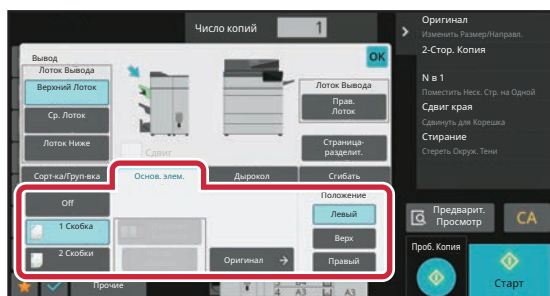 Число копий
1
Вывод
OK
Лоток Вывода
Верхний Лоток
Ср. Лоток
Лоток Ниже
Сдвиг
Лоток Вывода
Прав.
Лоток
Страница-
разделит.
Сорт-ка/Груп-вка
Основ. элем.
Дырокол
Сгибать
Off
1 Скобка
2 Скобки
Оригинал
Положение
Левый
Верх
Правый
Прочие
A3
Оригинал
Изменить Размер/Направл.
2-Стор. Копия
N в 1
Поместить Неск. Стр. на Одной
Сдвиг края
Сдвинуть для Корешка
Стирание
Стереть Окруж. Тени
Предварит.
Просмотр
CA
Проб. Копия
Старт